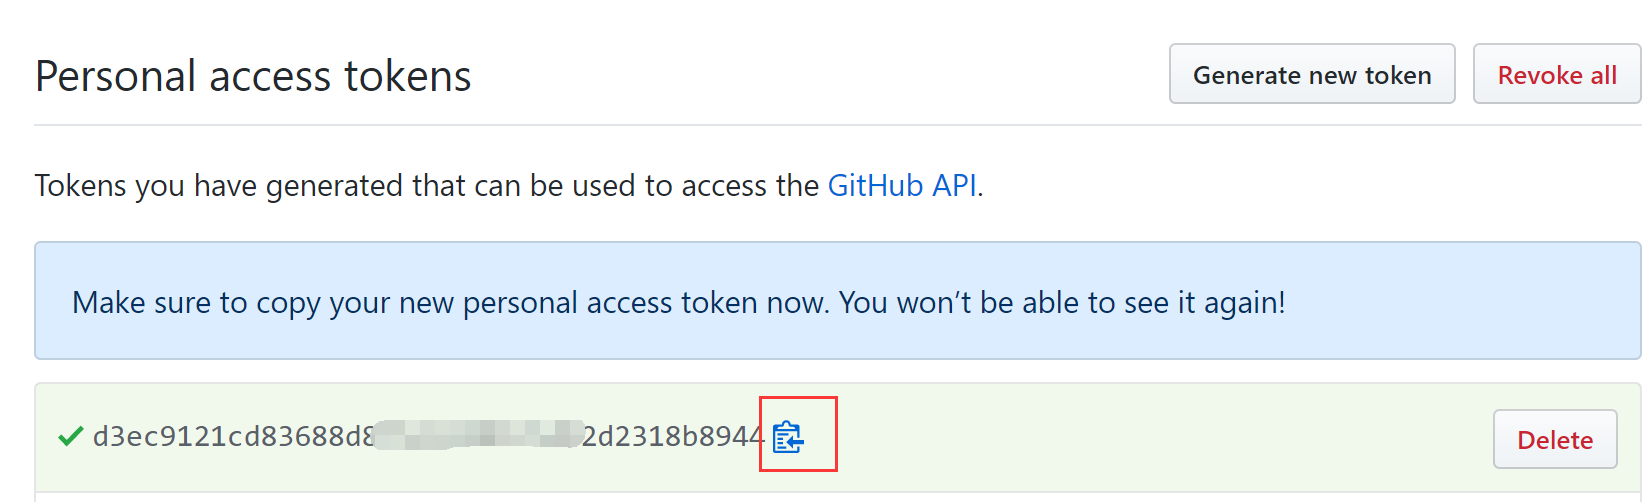 Personal access tokens
Generate new token
Revoke all
Tokens you have generated that can be used to access the GitHub API.
Make sure to copy your new personal access token now. You won’t be able to see it again!
d3ec9121cd83688d8 2d2318b8944
Delete